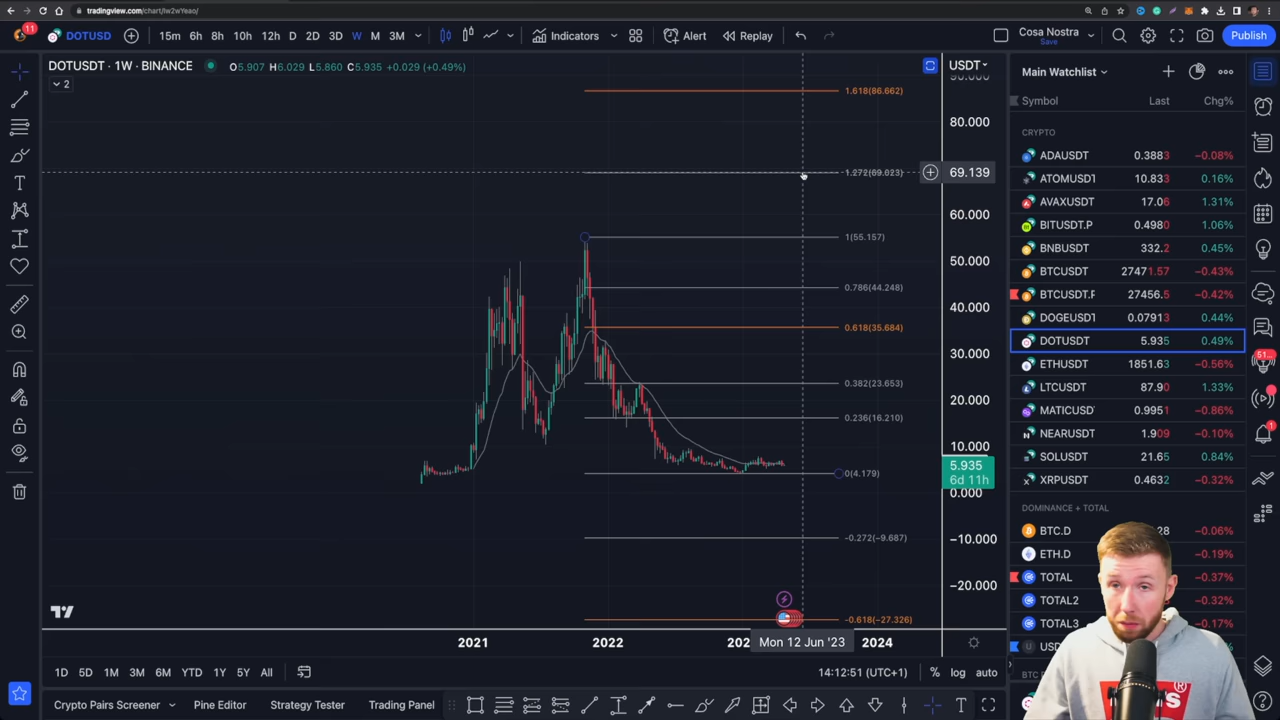 tradingview.com/chart/lw2wYeao/
11
DOTUSD
15m 6h 8h 10h 12h D 2D 3D W M 3M
Indicators
Alert
Replay
Cosa Nostra
Save
Publish
DOTUSDT · 1W · BINANCE
O5.907 H6.029 L5.860 C5.935 +0.029 (+0.49%)
2
USDT
90.000
80.000
69.139
60.000
50.000
40.000
30.000
20.000
10.000
5.935
6d 11h
0.000
−10.000
−20.000
1.618(86.662)
1.272(69.023)
1(55.157)
0.786(44.248)
0.618(35.684)
0.382(23.653)
0.236(16.210)
0(4.179)
-0.272(−9.687)
-0.618(−27.326)
2021
2022
Mon 12 Jun '23
2024
1D 5D 1M 3M 6M YTD 1Y 5Y All
14:12:51 (UTC+1)
% log auto
Crypto Pairs Screener
Pine Editor
Strategy Tester
Trading Panel
Main Watchlist
Symbol Last Chg%
CRYPTO
ADAUSDT 0.3883 −0.08%
ATOMUSDT 10.833 0.16%
AVAXUSDT 17.06 1.31%
BITUSDT.P 0.4980 1.06%
BNBUSDT 332.2 0.45%
BTCUSDT 27471.57 −0.43%
BTCUSDT.P 27456.5 −0.42%
DOGEUSDT 0.07913 0.44%
DOTUSDT 5.935 0.49%
ETHUSDT 1851.63 −0.56%
LTCUSDT 87.90 1.33%
MATICUSD 0.9951 −0.86%
NEARUSDT 1.909 −0.10%
SOLUSDT 21.65 0.84%
XRPUSDT 0.4632 −0.32%
DOMINANCE + TOTAL
BTC.D 28 −0.06%
ETH.D −0.19%
TOTAL −0.37%
TOTAL2 −0.32%
TOTAL3 −0.17%
51
1